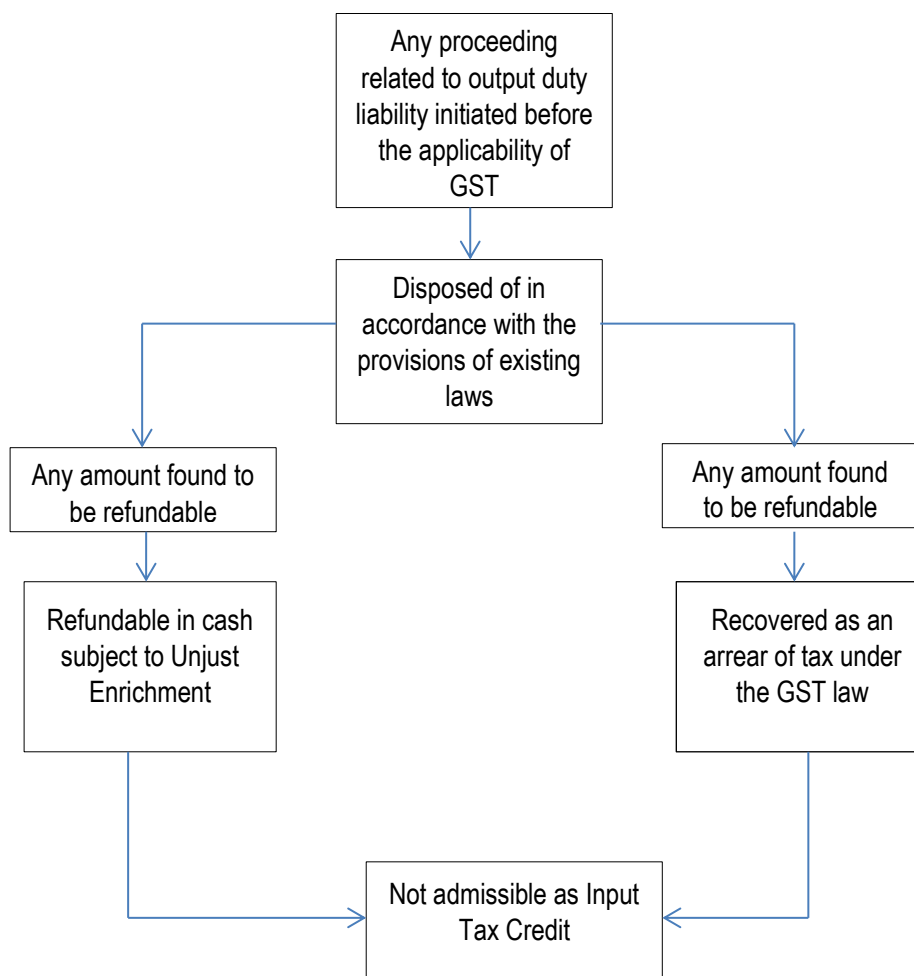 Any proceeding
related to output duty
liability initiated before
the applicability of
GST
Disposed of in
accordance with the
provisions of existing
laws
Any amount found to
be refundable
Any amount found
to be refundable
Refundable in cash
subject to Unjust
Enrichment
Recovered as an
arrear of tax under
the GST law
Not admissible as Input
Tax Credit